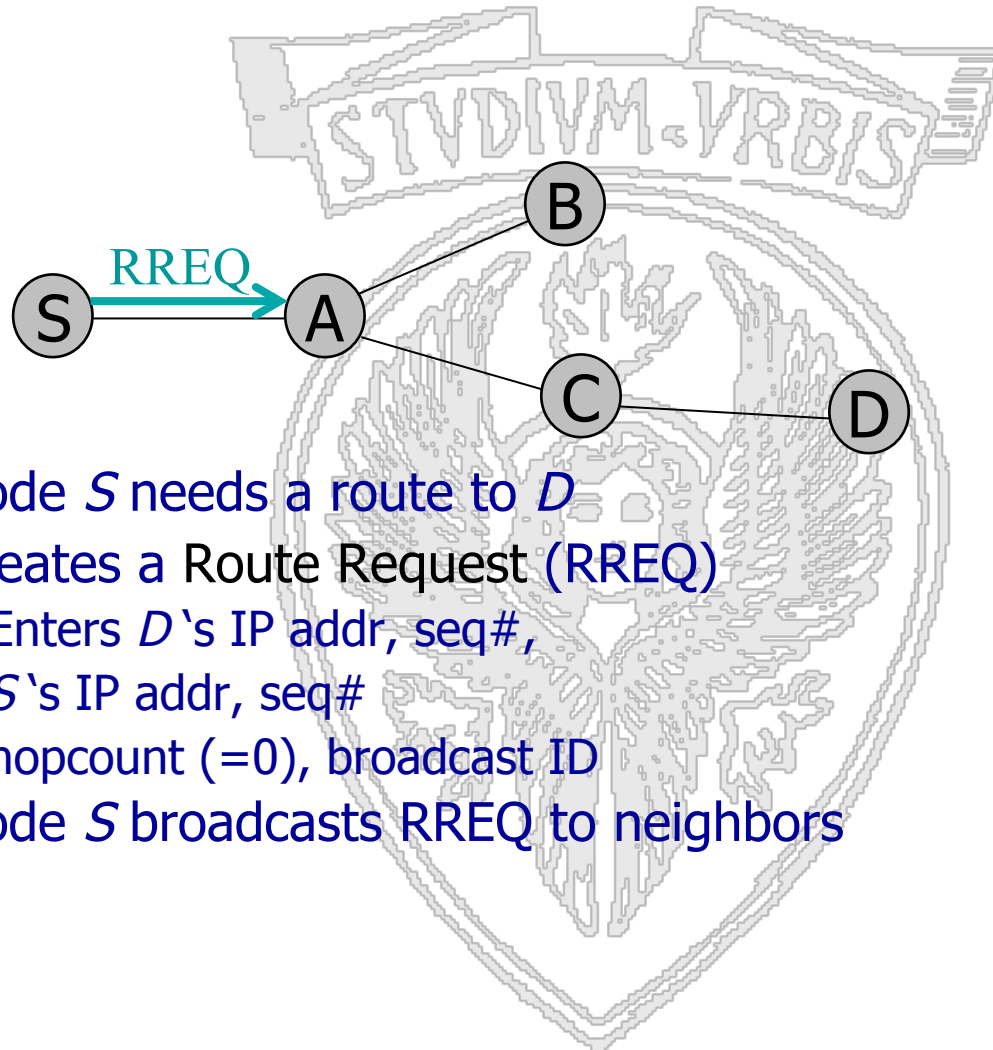 STVDIVM VRBIS
B
RREQ
S
A
C
D
ode S needs a route to D
eates a Route Request (RREQ)
Enters D‘s IP addr, seq#,
S‘s IP addr, seq#
hopcount (=0), broadcast ID
ode S broadcasts RREQ to neighbors